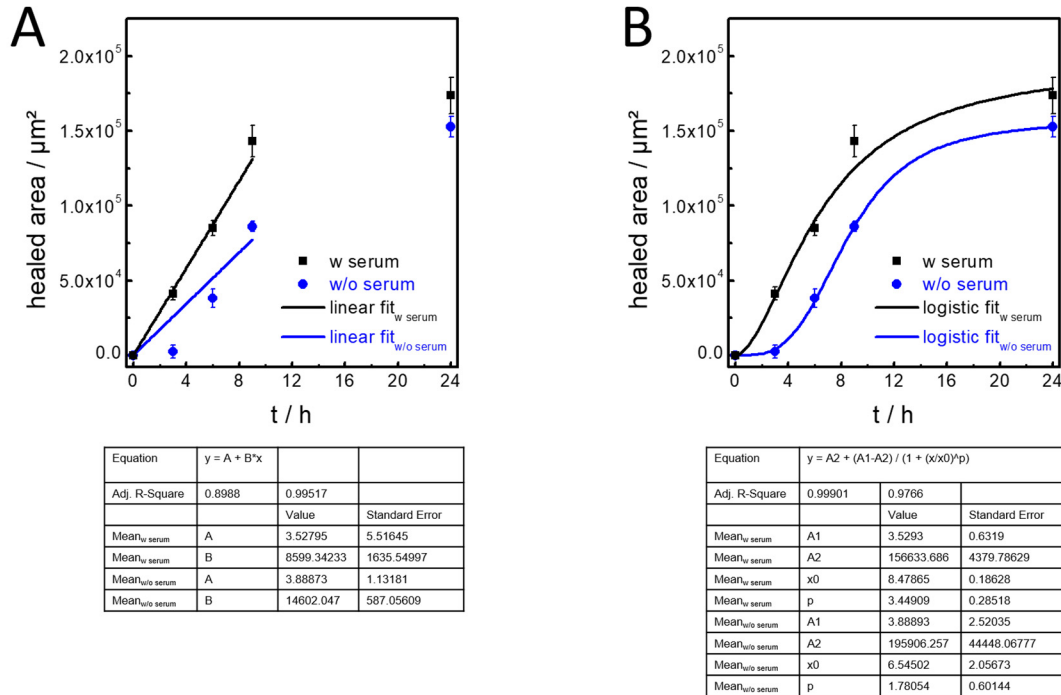 A
healed area / µm²
2.0x10⁵
1.5x10⁵
1.0x10⁵
5.0x10⁴
0.0
w serum
w/o serum
linear fit w serum
linear fit w/o serum
0 4 8 12 16 20 24
t / h
Equation y = A + B*x
Adj. R-Square 0.8988 0.99517
Value Standard Error
Mean w serum A 3.52795 5.51645
Mean w serum B 8599.34233 1635.54997
Mean w/o serum A 3.88873 1.13181
Mean w/o serum B 14602.047 587.05609
B
healed area / µm²
2.0x10⁵
1.5x10⁵
1.0x10⁵
5.0x10⁴
0.0
w serum
w/o serum
logistic fit w serum
logistic fit w/o serum
0 4 8 12 16 20 24
t / h
Equation y = A2 + (A1-A2) / (1 + (x/x0)^p)
Adj. R-Square 0.99901 0.9766
Value Standard Error
Mean w serum A1 3.5293 0.6319
Mean w serum A2 156633.686 4379.78629
Mean w serum x0 8.47865 0.18628
Mean w serum p 3.44909 0.28518
Mean w/o serum A1 3.88893 2.52035
Mean w/o serum A2 195906.257 44448.06777
Mean w/o serum x0 6.54502 2.05673
Mean w/o serum p 1.78054 0.60144